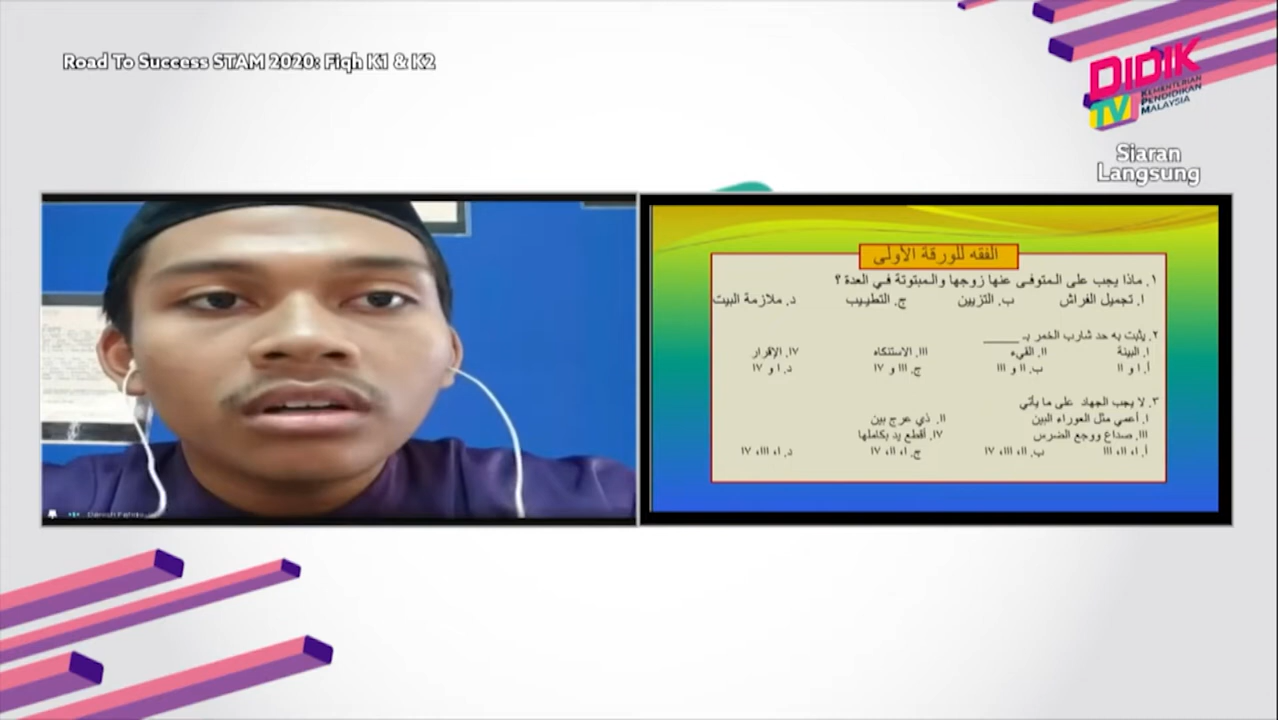 Road To Success STAM 2020: Fiqh K1 & K2
DIDIK
TV
KEMENTERIAN
PENDIDIKAN
MALAYSIA
Siaran
Langsung
الفقه للورقة الأولى
١. ماذا يجب على المتوفى عنها زوجها والمبتوتة في العدة ؟
ا. تجميل الفراش ب. التزيين ج. التطييب د. ملازمة البيت
٢. يثبت به حد شارب الخمر بـ ______
I. البينة II. القيء III. الاستنكاه IV. الإقرار
أ. I و II ب. II و III ج. III و IV د. I و IV
٣. لا يجب الجهاد على ما يأتي
I. أعمي مثل العوراء البين II. ذي عرج بين
III. صداع ووجع الضرس IV. أقطع يد بكاملها
أ. I، II، III ب. II، III، IV ج. I، II، IV د. I، III، IV